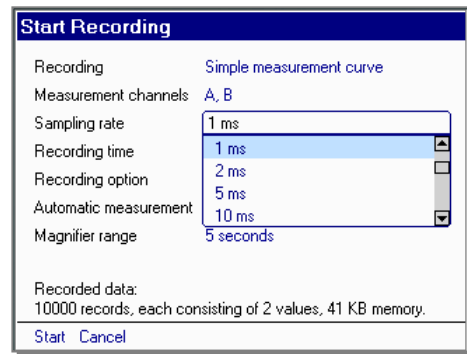 Start Recording
Recording Simple measurement curve
Measurement channels A, B
Sampling rate 1 ms
Recording time 1 ms
2 ms
Recording option 5 ms
Automatic measurement 10 ms
Magnifier range 5 seconds
Recorded data:
10000 records, each consisting of 2 values, 41 KB memory.
Start Cancel